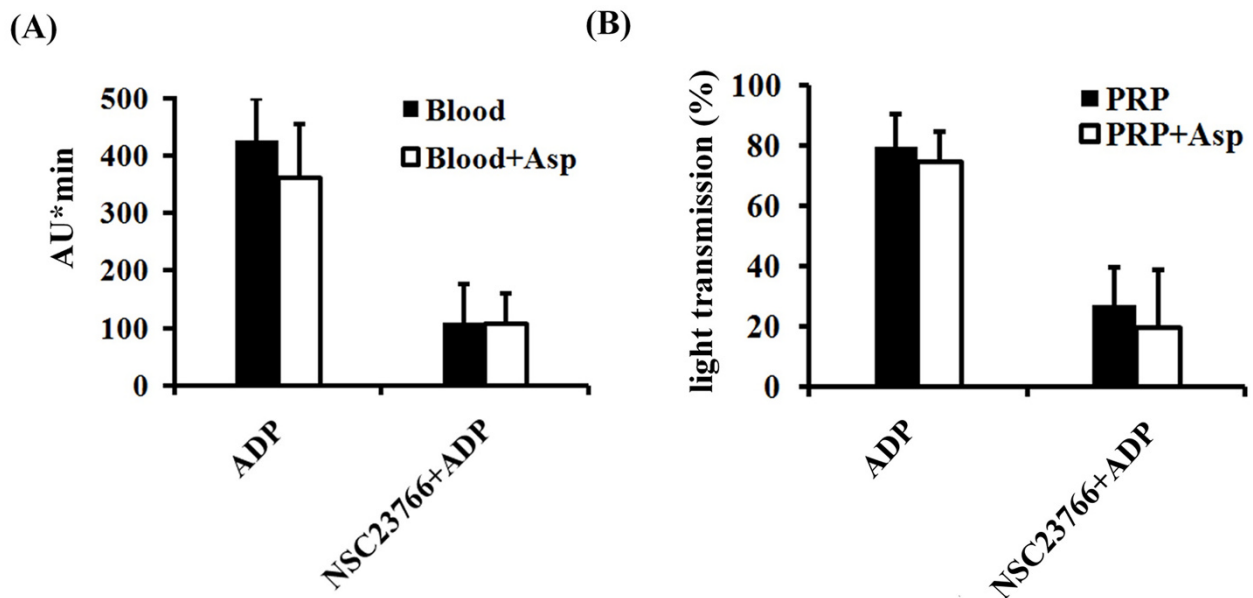 (A)
AU*min
500
400
300
200
100
0
Blood
Blood+Asp
ADP
NSC23766+ADP
(B)
light transmission (%)
100
80
60
40
20
0
PRP
PRP+Asp
ADP
NSC23766+ADP